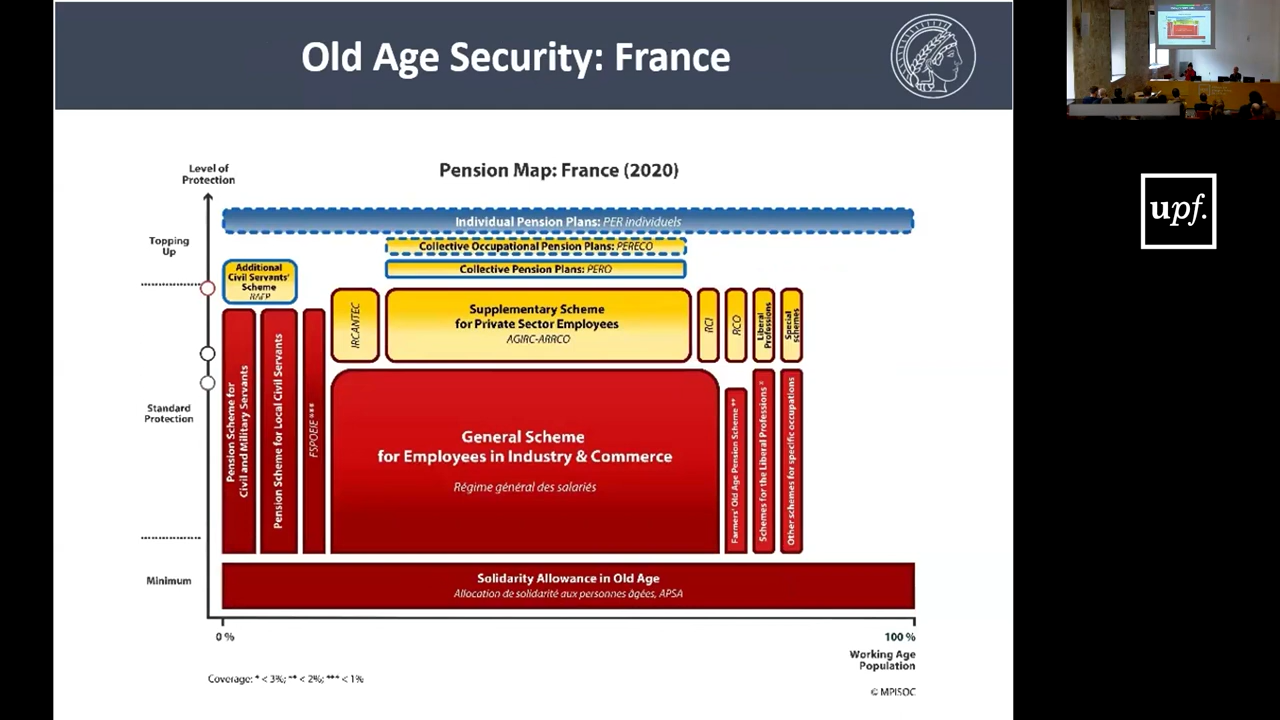 Old Age Security: France
Pension Map: France (2020)
Level of
Protection
Topping
Up
Standard
Protection
Minimum
Individual Pension Plans: PER individuels
Collective Occupational Pension Plans: PERECO
Collective Pension Plans: PERO
Additional
Civil Servants'
Scheme
RAFP
IRCANTEC
Supplementary Scheme
for Private Sector Employees
AGIRC-ARRCO
RCI
RCO
Liberal
Professions
Special
schemes
Pension Scheme for
Civil and Military Servants
Pension Scheme for Local Civil Servants
FSPOEIE ***
General Scheme
for Employees in Industry & Commerce
Régime général des salariés
Farmers' Old Age Pension Scheme **
Schemes for the Liberal Professions *
Other schemes for specific occupations
Solidarity Allowance in Old Age
Allocation de solidarité aux personnes âgées, APSA
0 %
100 %
Working Age
Population
Coverage: * < 3%; ** < 2%; *** < 1%
© MPISOC
upf.